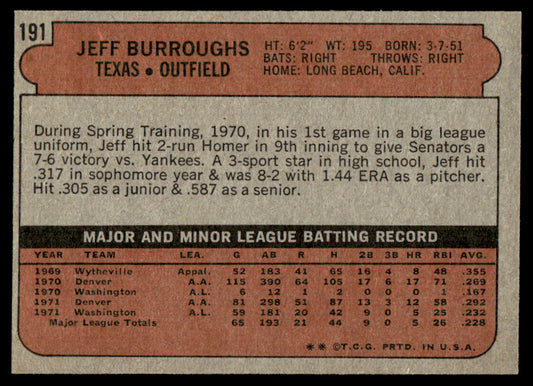 191
JEFF BURROUGHS
TEXAS • OUTFIELD
HT: 6'2" WT: 195 BORN: 3-7-51
BATS: RIGHT THROWS: RIGHT
HOME: LONG BEACH, CALIF.
During Spring Training, 1970, in his 1st game in a big league
uniform, Jeff hit 2-run Homer in 9th inning to give Senators a
7-6 victory vs. Yankees. A 3-sport star in high school, Jeff hit
.317 in sophomore year & was 8-2 with 1.44 ERA as a pitcher.
Hit .305 as a junior & .587 as a senior.
MAJOR AND MINOR LEAGUE BATTING RECORD
YEAR TEAM LEA. G AB R H 2B 3B HR RBI AVG.
1969 Wytheville Appal. 52 183 41 65 16 4 8 48 .355
1970 Denver A.A. 115 390 64 105 17 6 17 71 .269
1970 Washington A.L. 6 12 1 2 0 0 0 1 .167
1971 Denver A.A. 81 298 51 87 13 3 12 58 .292
1971 Washington A.L. 59 181 20 42 9 0 5 25 .232
Major League Totals 65 193 21 44 9 0 5 26 .228
** © T.C.G. PRTD. IN U.S.A.